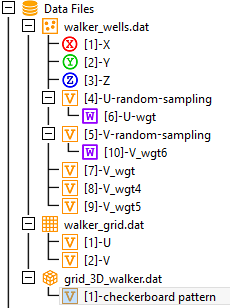 Data Files
walker_wells.dat
X [1]-X
Y [2]-Y
Z [3]-Z
V [4]-U-random-sampling
W [6]-U-wgt
V [5]-V-random-sampling
W [10]-V_wgt6
V [7]-V_wgt
V [8]-V_wgt4
V [9]-V_wgt5
walker_grid.dat
V [1]-U
V [2]-V
grid_3D_walker.dat
V [1]-checkerboard pattern